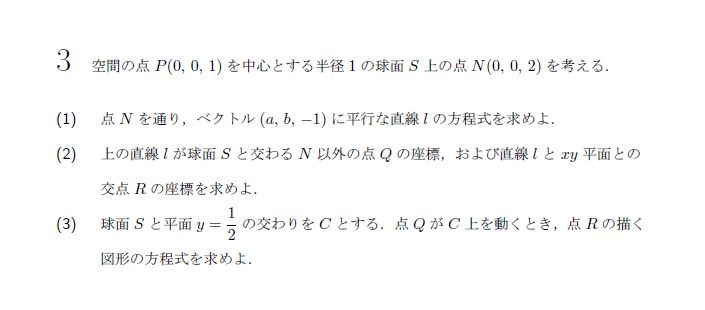 3 空間の点 P(0, 0, 1) を中心とする半径 1 の球面 S 上の点 N(0, 0, 2) を考える.
(1) 点 N を通り，ベクトル (a, b, −1) に平行な直線 l の方程式を求めよ.
(2) 上の直線 l が球面 S と交わる N 以外の点 Q の座標，および直線 l と xy 平面との
交点 R の座標を求めよ.
(3) 球面 S と平面 y = 1/2 の交わりを C とする．点 Q が C 上を動くとき，点 R の描く
図形の方程式を求めよ.